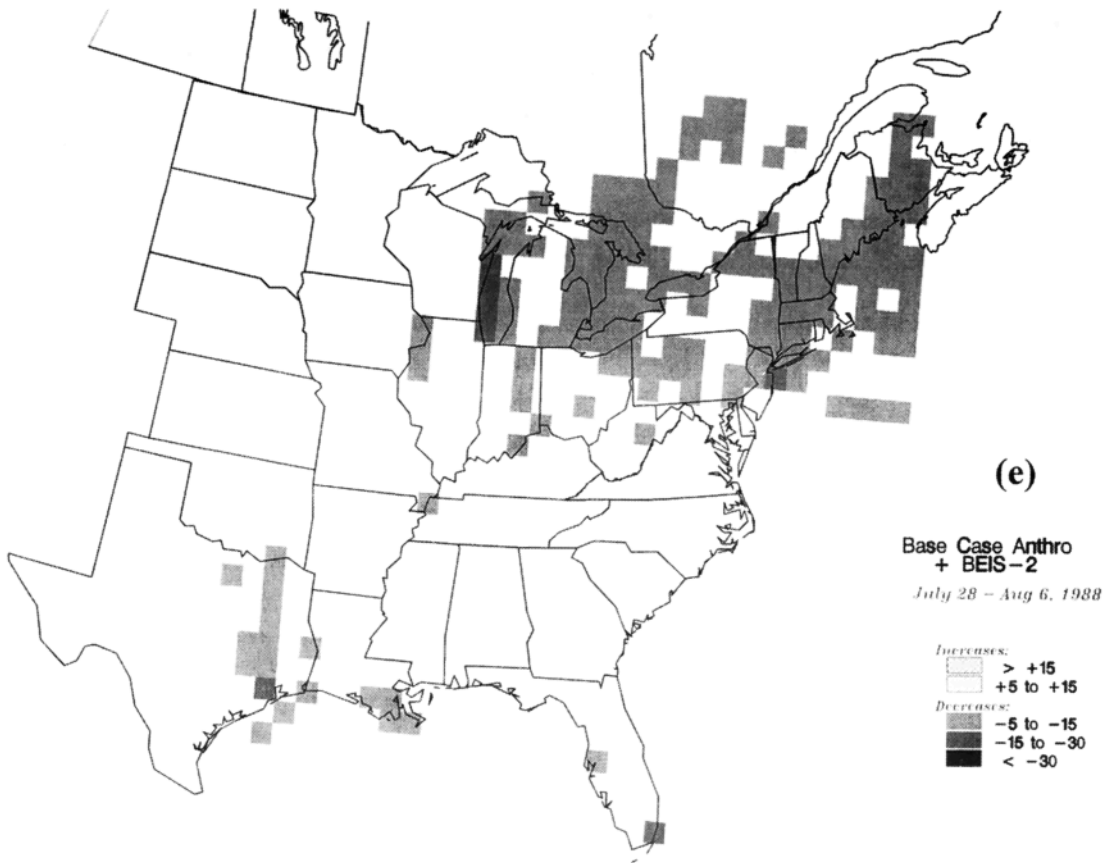 (e)
Base Case Anthro
+ BEIS-2
July 28 - Aug 6, 1988
Increases:
> +15
+5 to +15
Decreases:
-5 to -15
-15 to -30
< -30